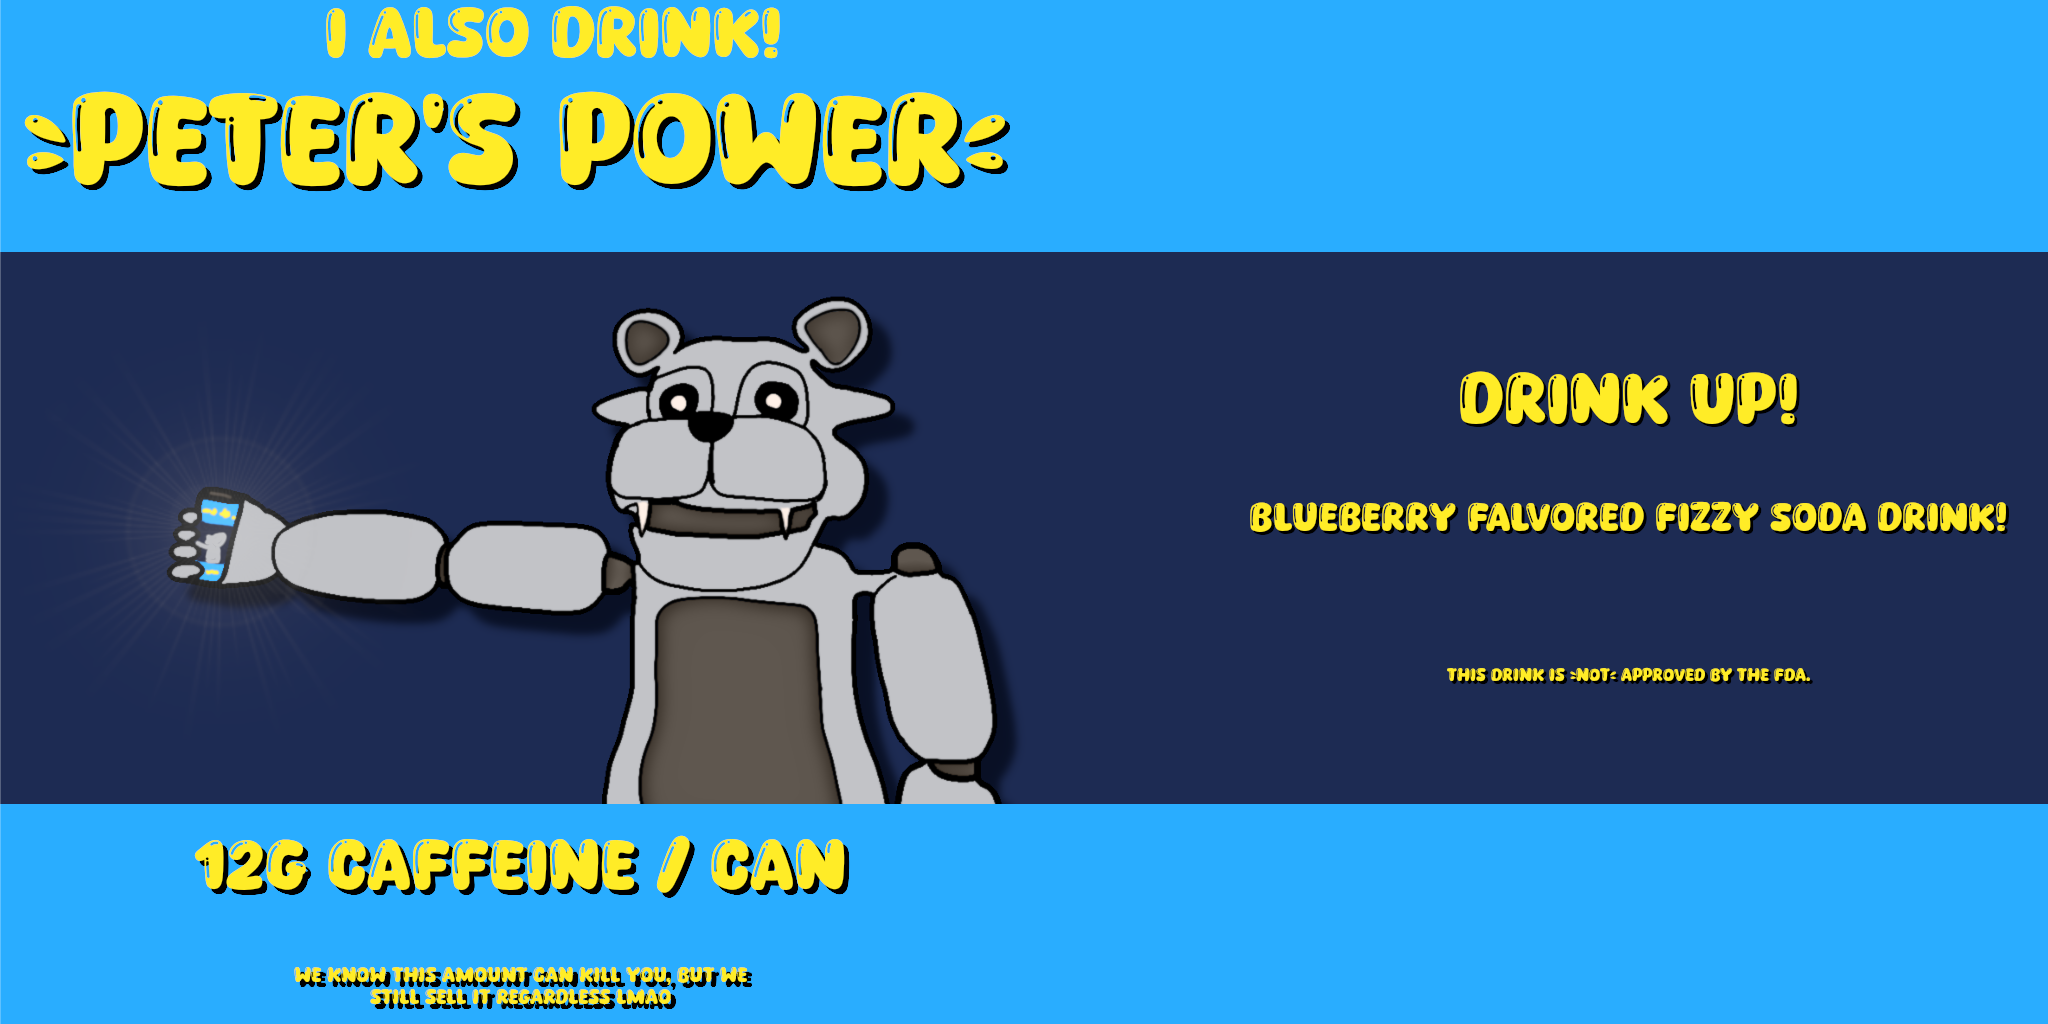 I ALSO DRINK!
PETER'S POWER
DRINK UP!
BLUEBERRY FALVORED FIZZY SODA DRINK!
THIS DRINK IS NOT APPROVED BY THE FDA.
12G CAFFEINE / CAN
WE KNOW THIS AMOUNT CAN KILL YOU, BUT WE
STILL SELL IT REGARDLESS LMAO